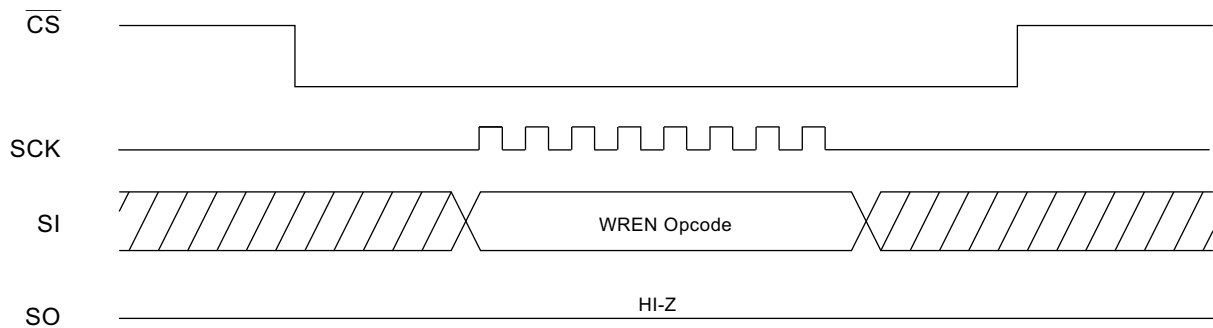 CS
SCK
SI
WREN Opcode
HI-Z
SO